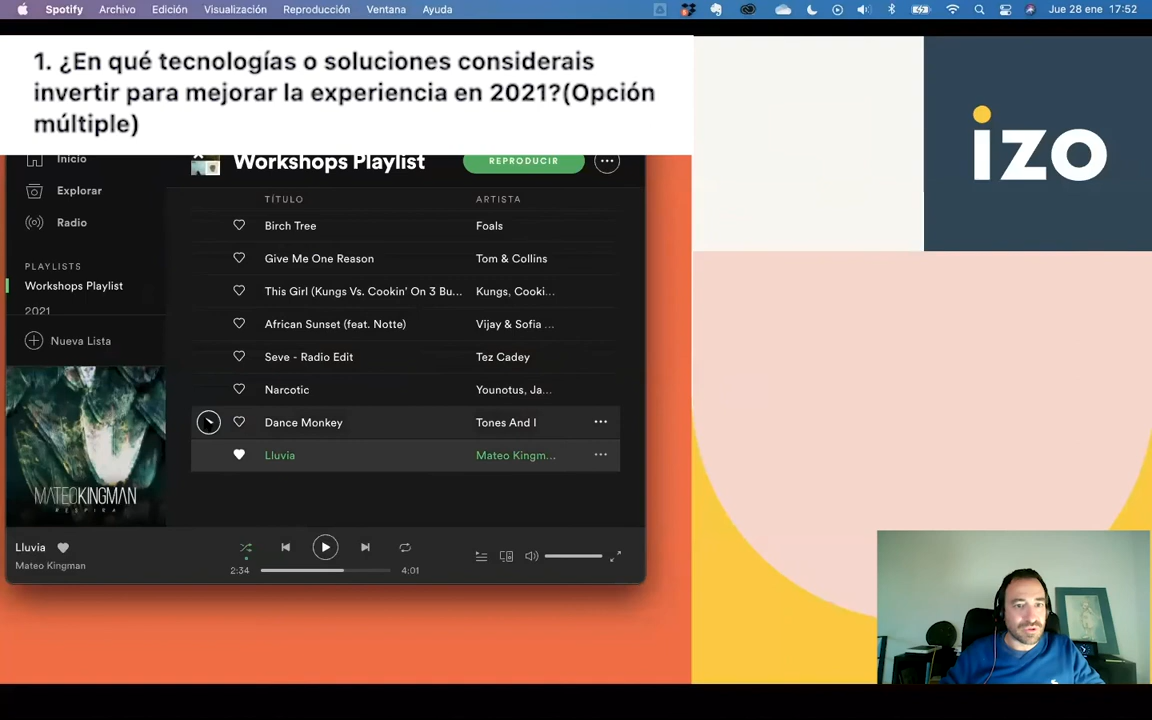 Spotify Archivo Edición Visualización Reproducción Ventana Ayuda Jue 28 ene 17:52
1. ¿En qué tecnologías o soluciones considerais
invertir para mejorar la experiencia en 2021?(Opción
múltiple)
izo
Inicio
Explorar
Radio
PLAYLISTS
Workshops Playlist
2021
Nueva Lista
MATEO KINGMAN
RESPIRA
Workshops Playlist REPRODUCIR
TÍTULO ARTISTA
Birch Tree Foals
Give Me One Reason Tom & Collins
This Girl (Kungs Vs. Cookin' On 3 Bu... Kungs, Cooki...
African Sunset (feat. Notte) Vijay & Sofia ...
Seve - Radio Edit Tez Cadey
Narcotic Younotus, Ja...
Dance Monkey Tones And I
Lluvia Mateo Kingm...
Lluvia
Mateo Kingman
2:34 4:01